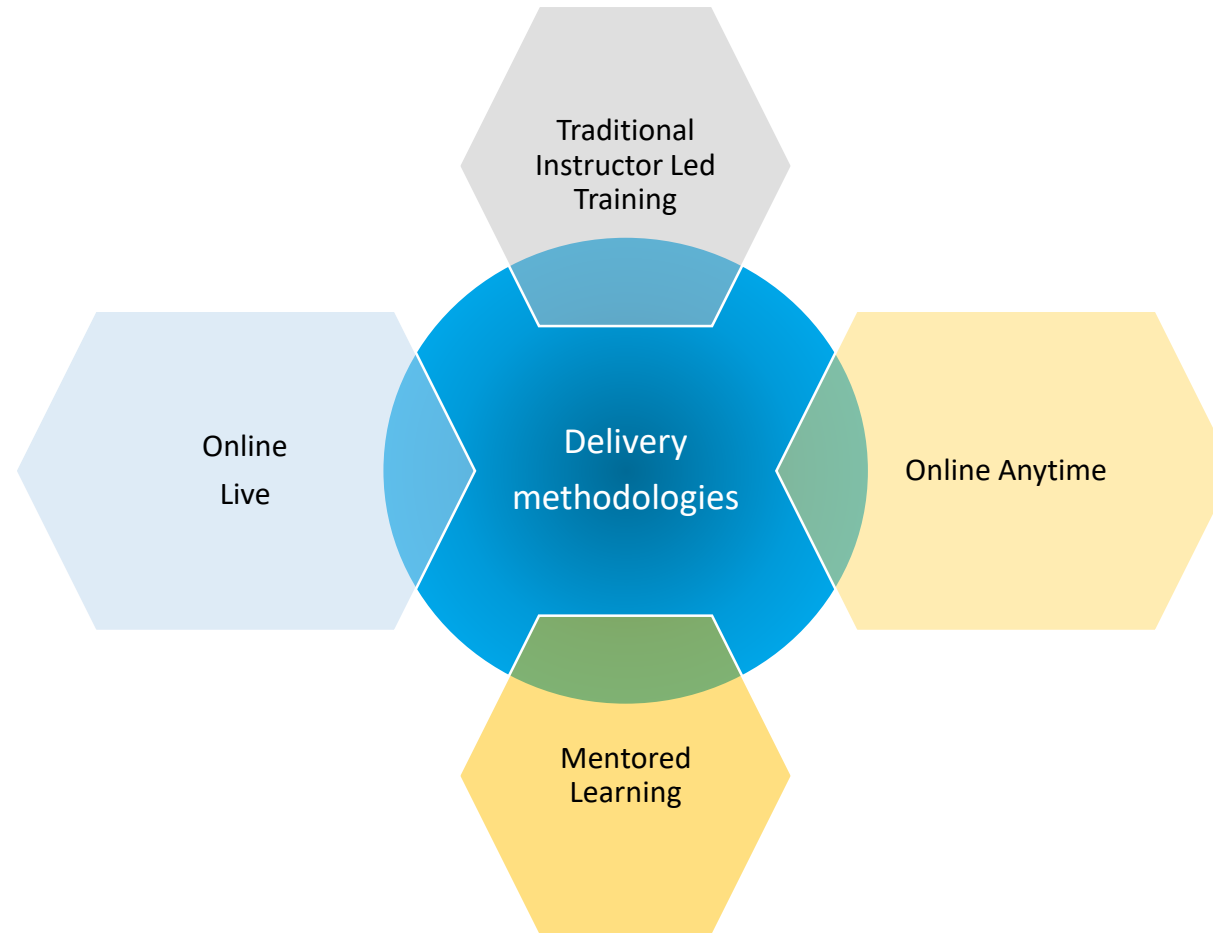 Traditional
Instructor Led
Training
Online
Live
Delivery
methodologies
Online Anytime
Mentored
Learning